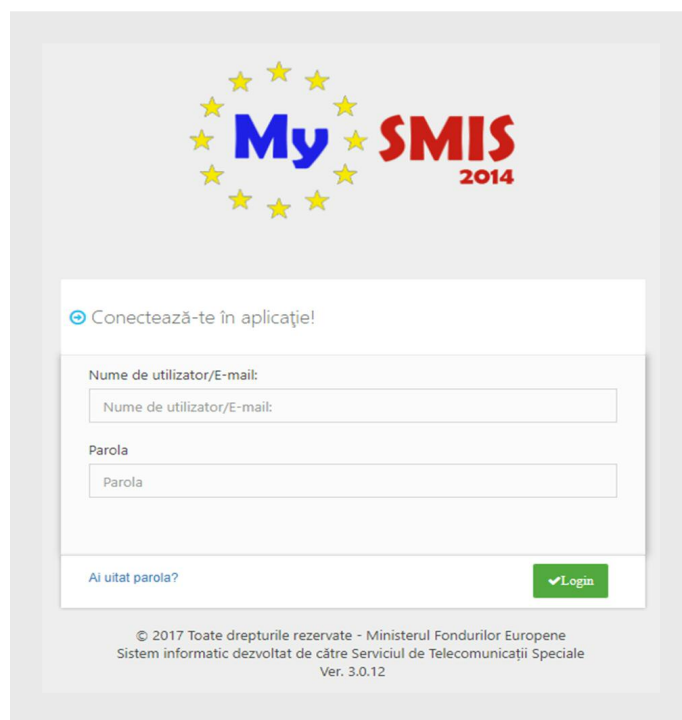 My SMIS
2014
Conectează-te în aplicaţie!
Nume de utilizator/E-mail:
Nume de utilizator/E-mail:
Parola
Parola
Ai uitat parola?
Login
© 2017 Toate drepturile rezervate - Ministerul Fondurilor Europene
Sistem informatic dezvoltat de către Serviciul de Telecomunicații Speciale
Ver. 3.0.12